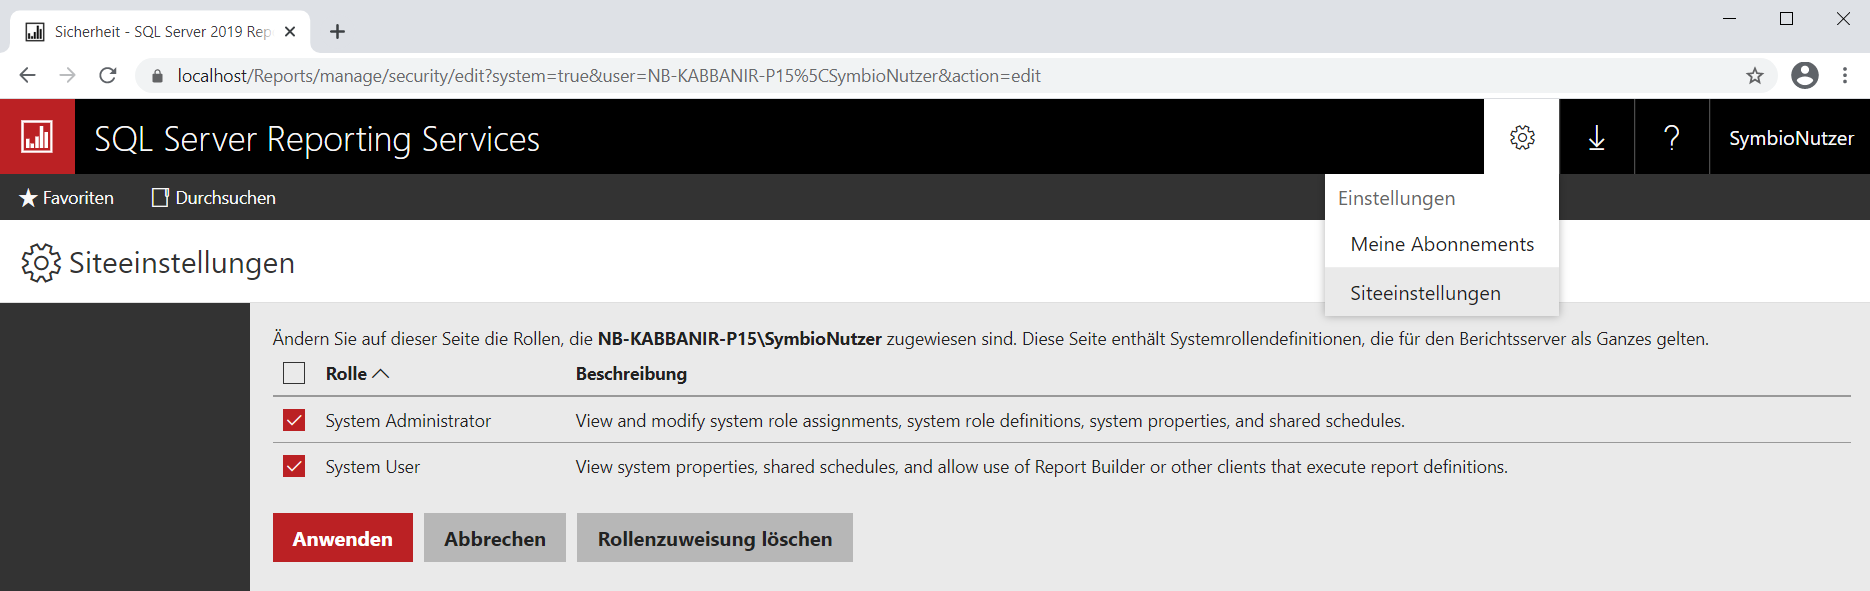 Sicherheit - SQL Server 2019 Rep
localhost/Reports/manage/security/edit?system=true&user=NB-KABBANIR-P15%5CSymbioNutzer&action=edit
SQL Server Reporting Services
?
SymbioNutzer
Favoriten
Durchsuchen
Einstellungen
Meine Abonnements
Siteeinstellungen
Siteeinstellungen
Ändern Sie auf dieser Seite die Rollen, die NB-KABBANIR-P15\SymbioNutzer zugewiesen sind. Diese Seite enthält Systemrollendefinitionen, die für den Berichtsserver als Ganzes gelten.
Rolle Beschreibung
System Administrator View and modify system role assignments, system role definitions, system properties, and shared schedules.
System User View system properties, shared schedules, and allow use of Report Builder or other clients that execute report definitions.
Anwenden Abbrechen Rollenzuweisung löschen